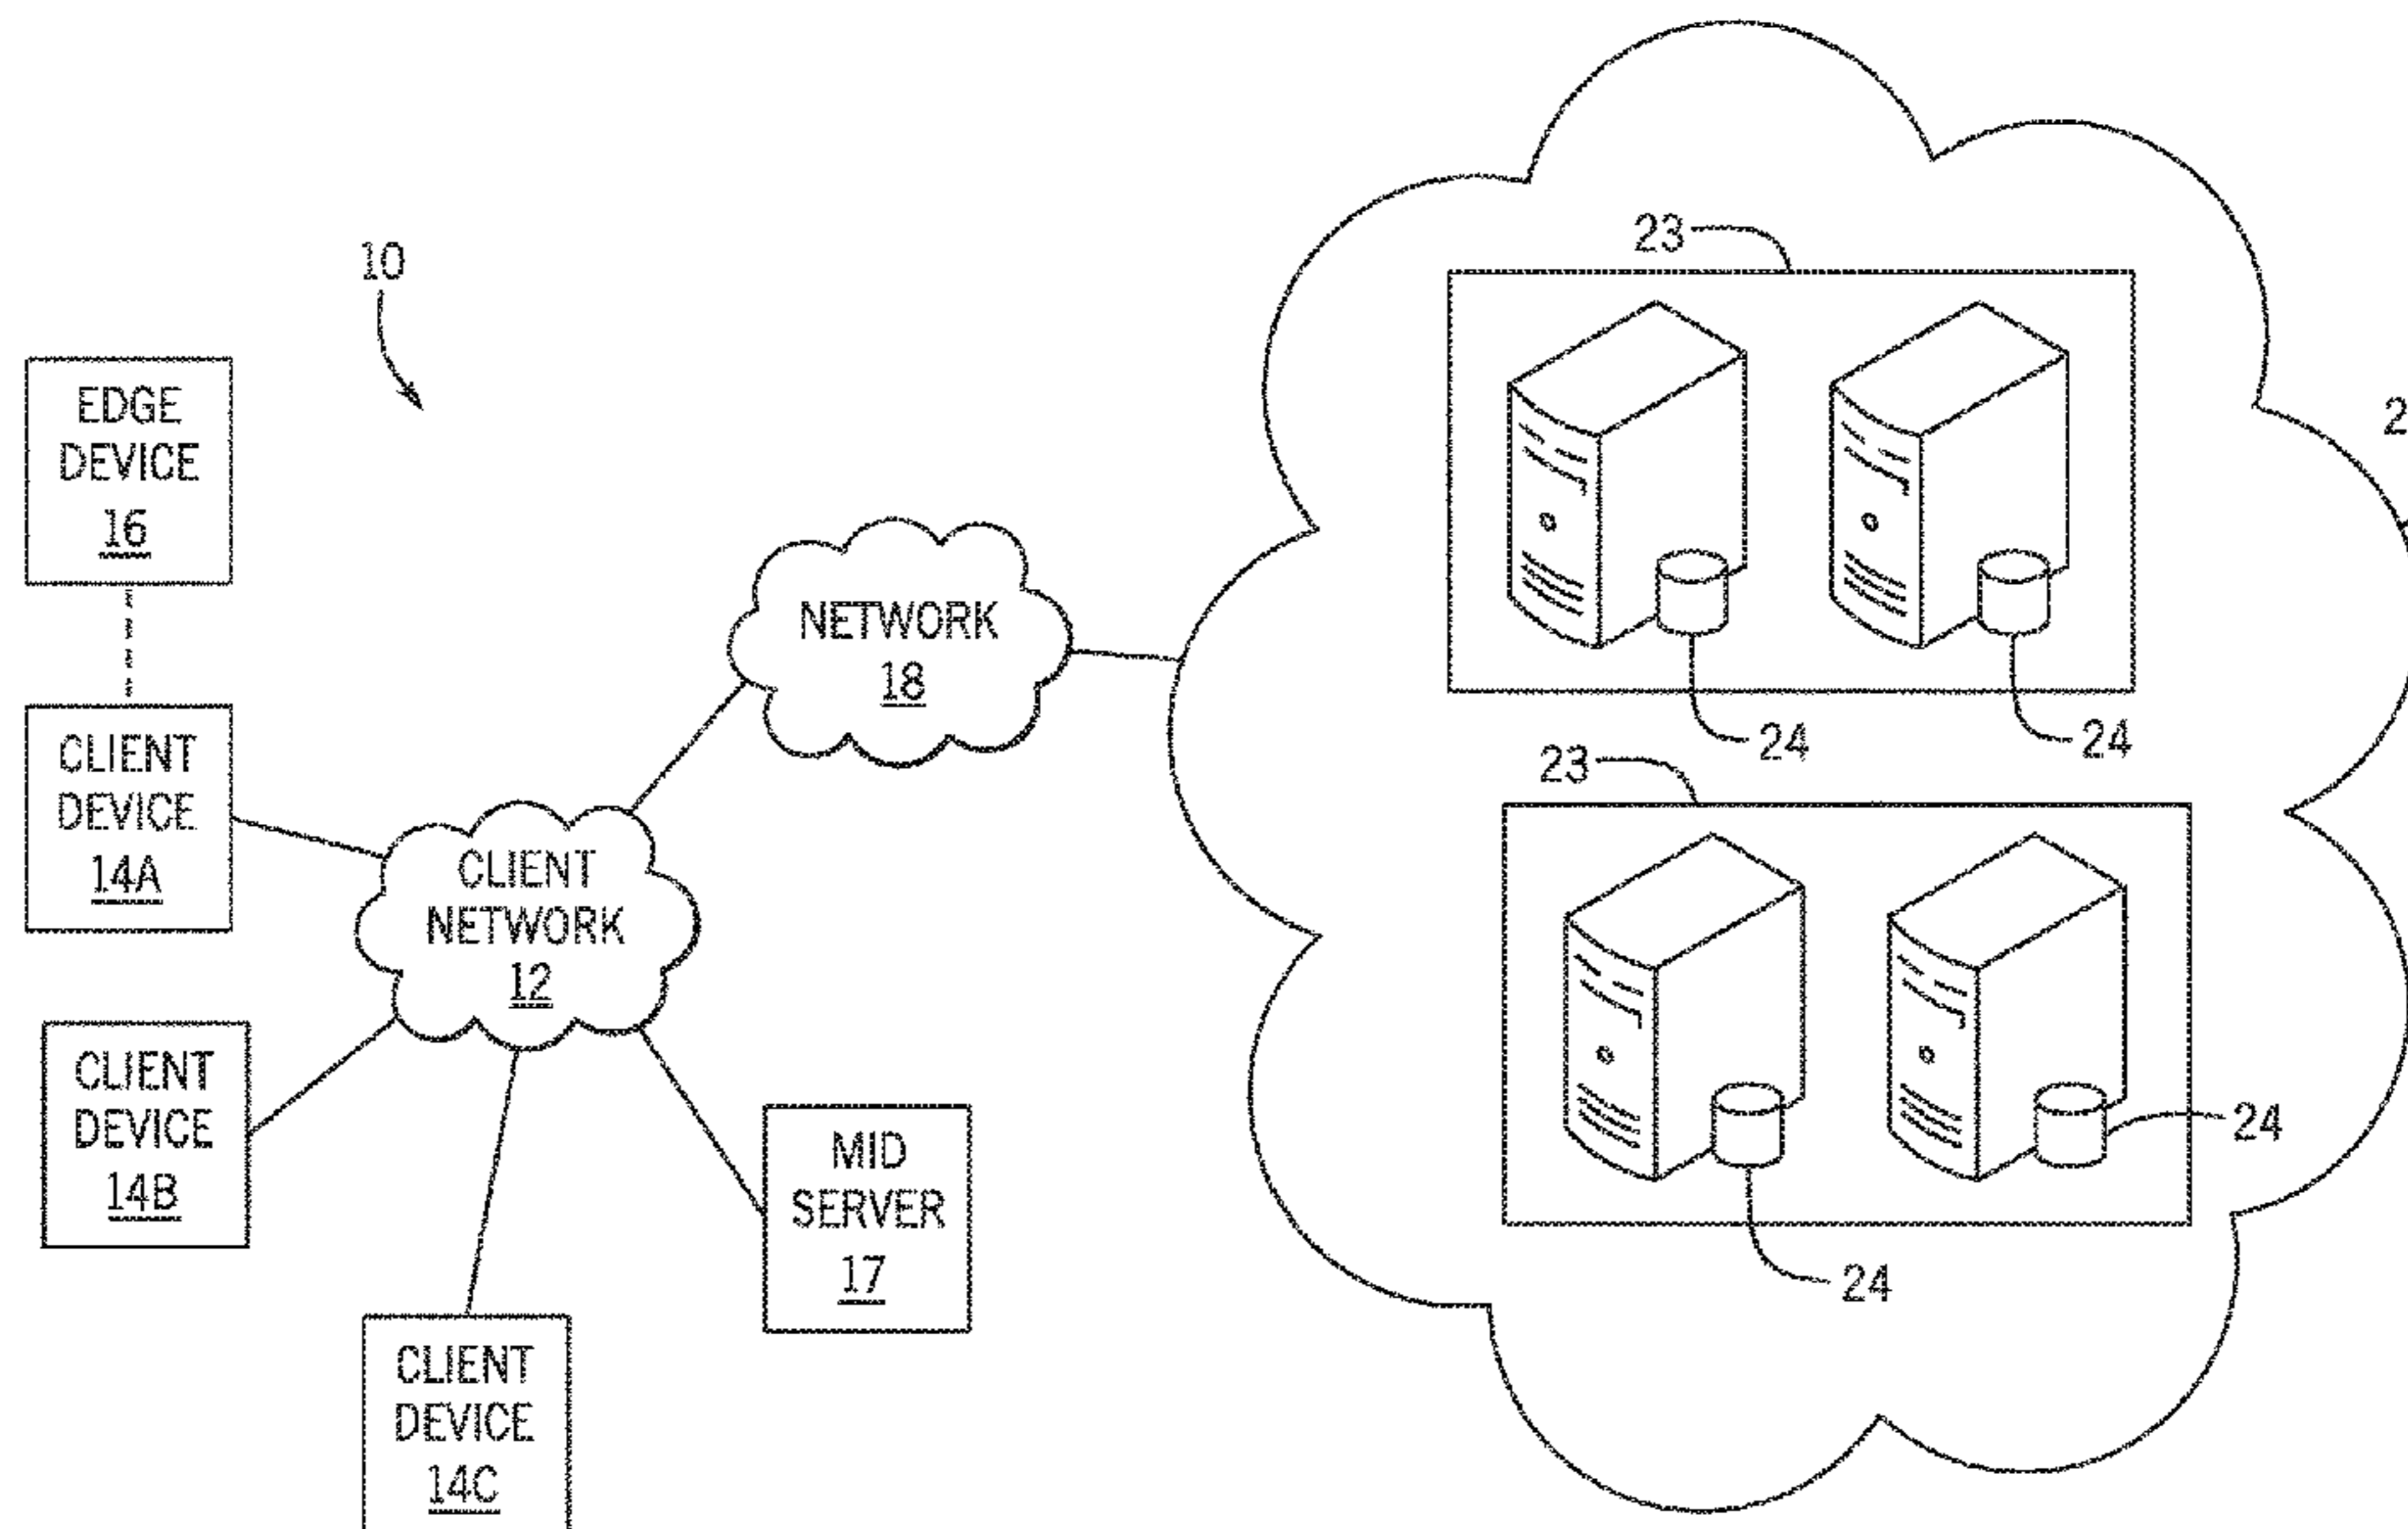 10
EDGE
DEVICE
16
CLIENT
DEVICE
14A
CLIENT
DEVICE
14B
CLIENT
DEVICE
14C
CLIENT
NETWORK
12
MID
SERVER
17
NETWORK
18
23
24
24
23
24
24